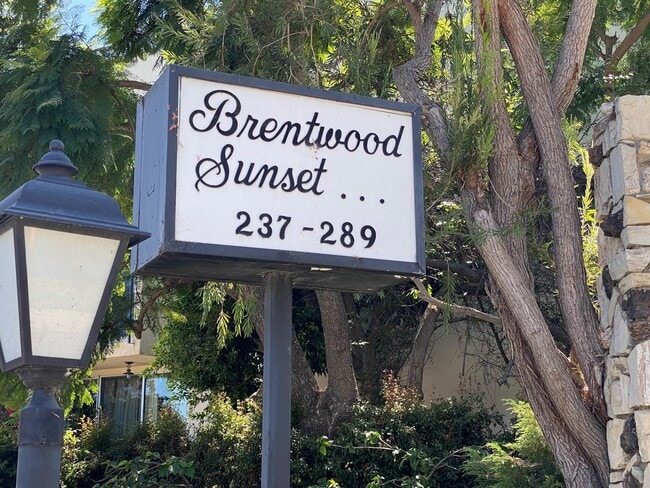 Brentwood
Sunset ...
237-289